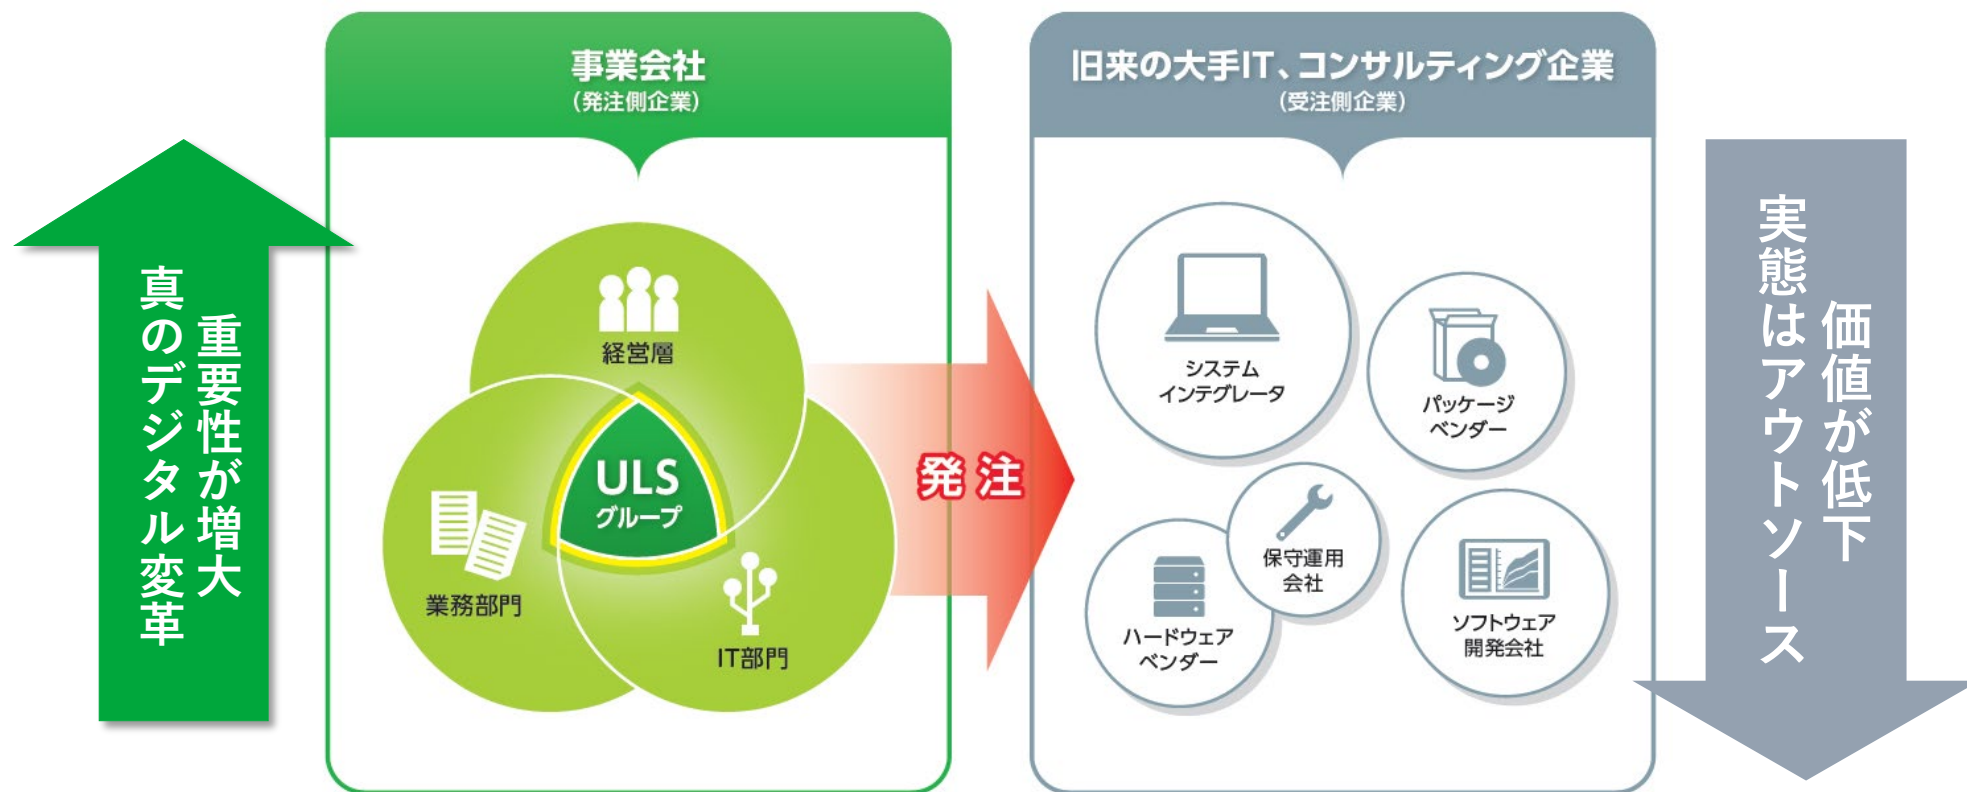 真のデジタル変革
重要性が増大
事業会社
（発注側企業）
経営層
業務部門
IT部門
ULS
グループ
発注
旧来の大手IT、コンサルティング企業
（受注側企業）
システム
インテグレータ
パッケージ
ベンダー
保守運用
会社
ハードウェア
ベンダー
ソフトウェア
開発会社
実態はアウトソース
価値が低下